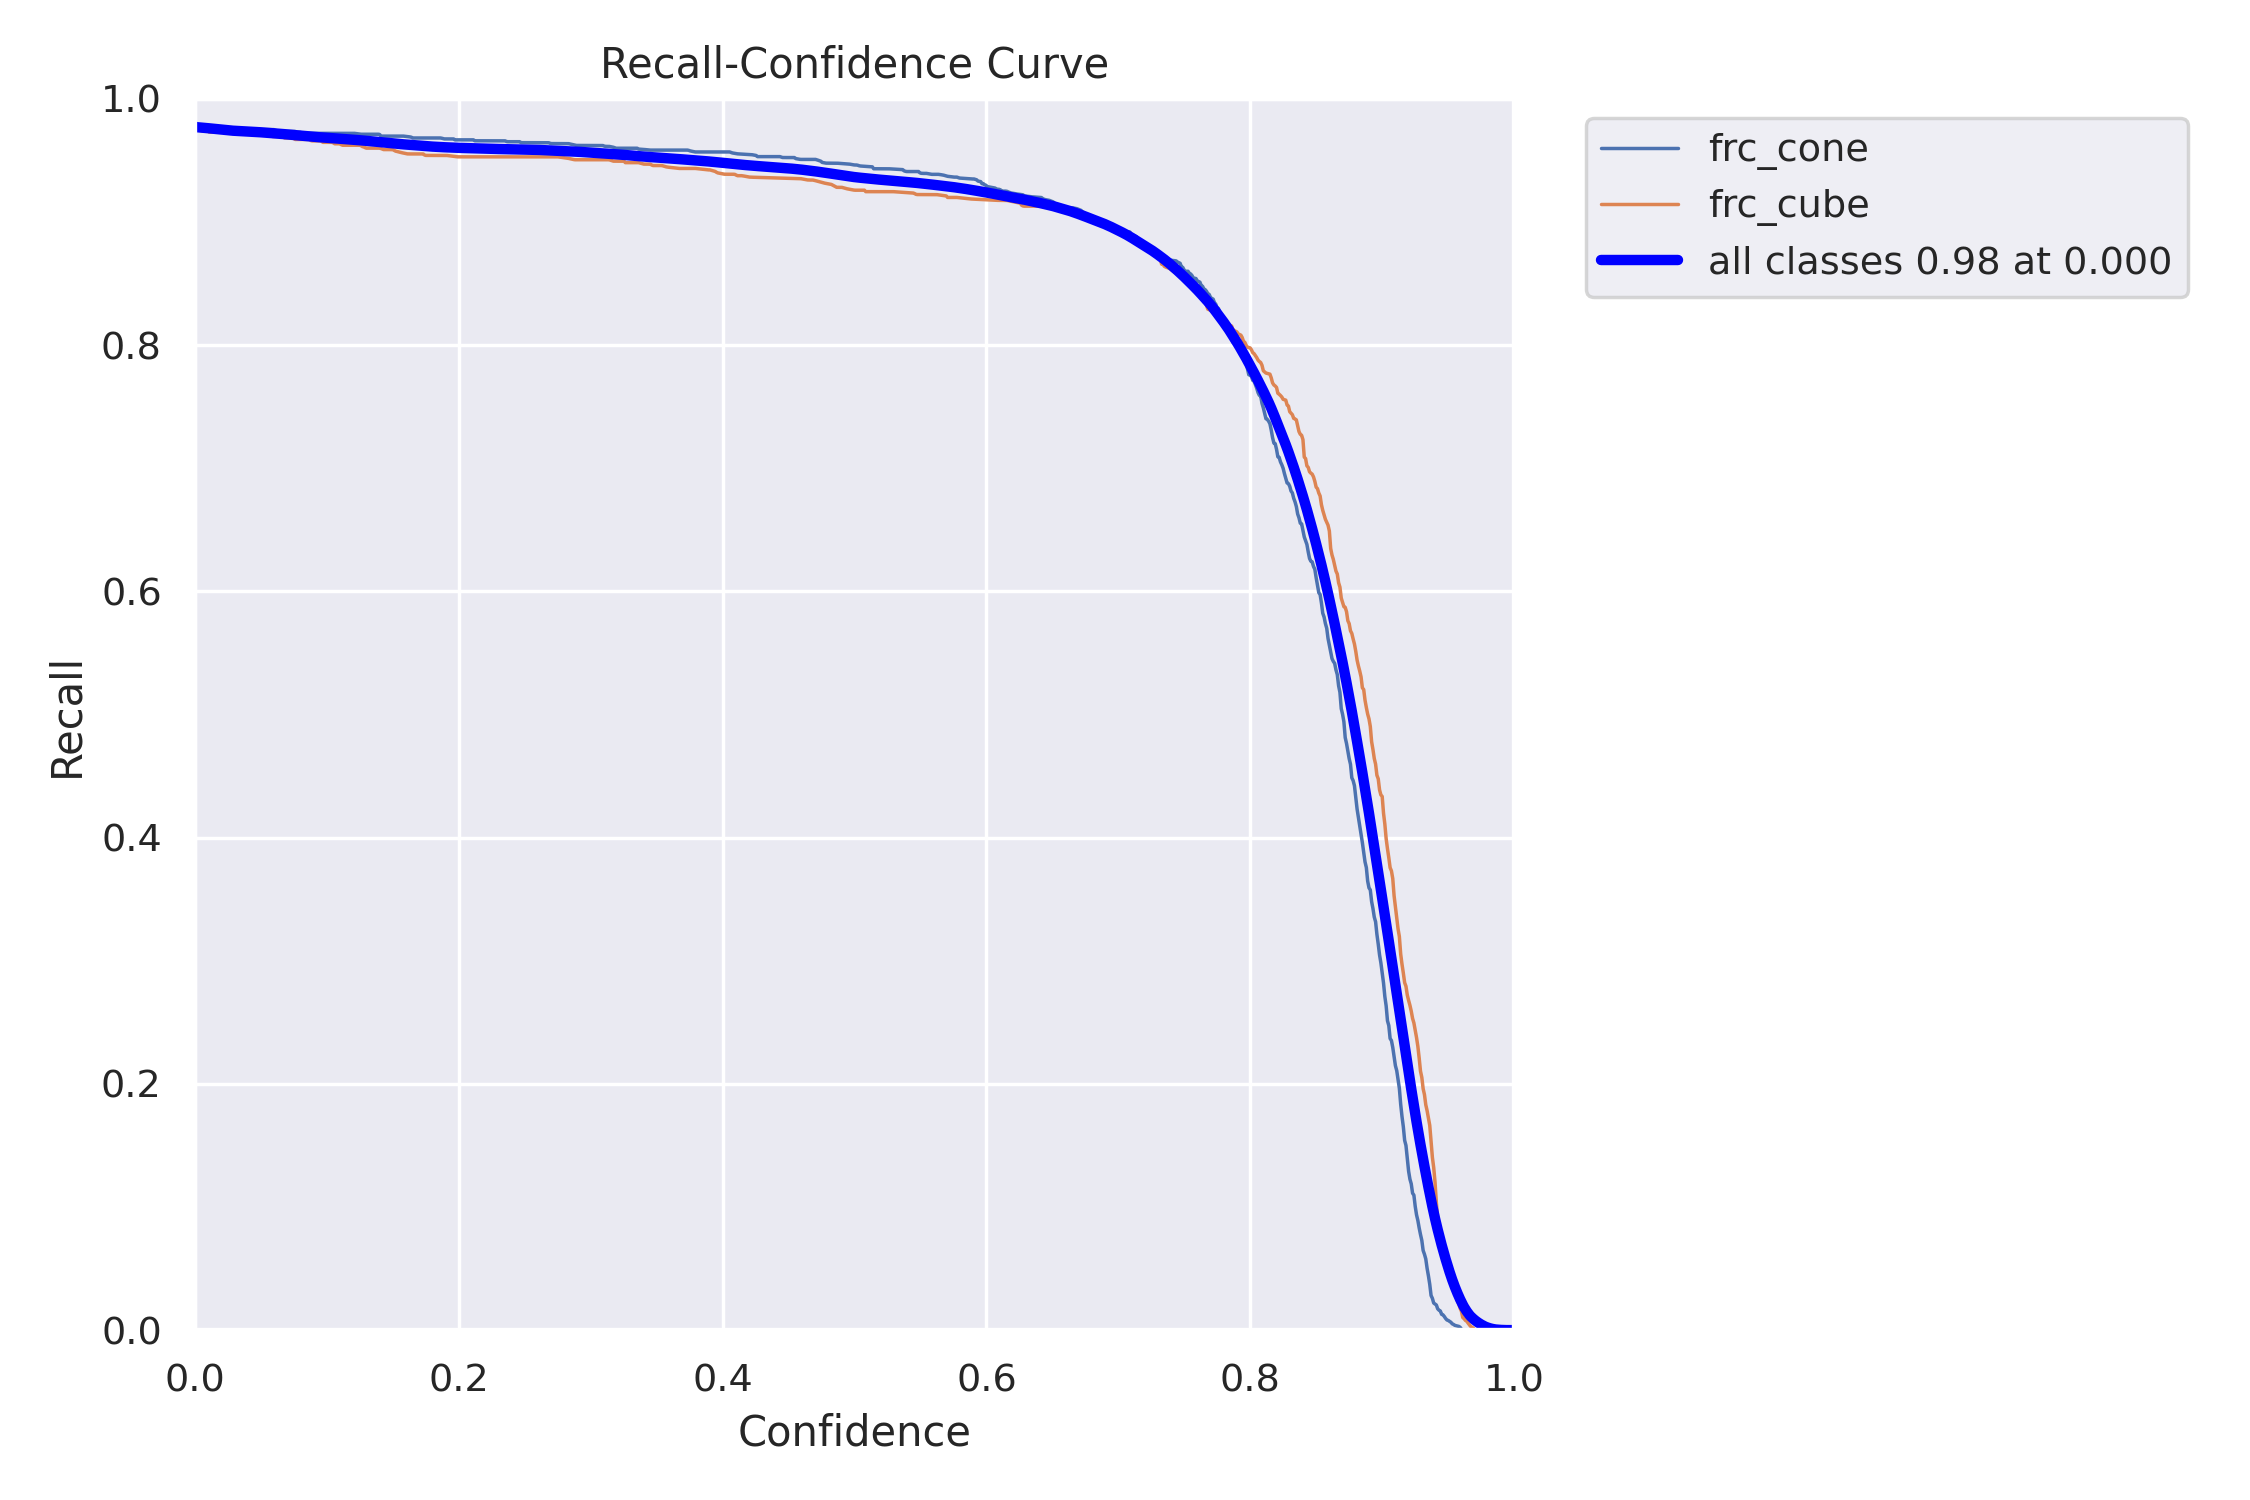 Recall-Confidence Curve
1.0
0.8
0.6
0.4
0.2
0.0
Recall
0.0 0.2 0.4 0.6 0.8 1.0
Confidence
frc_cone
frc_cube
all classes 0.98 at 0.000